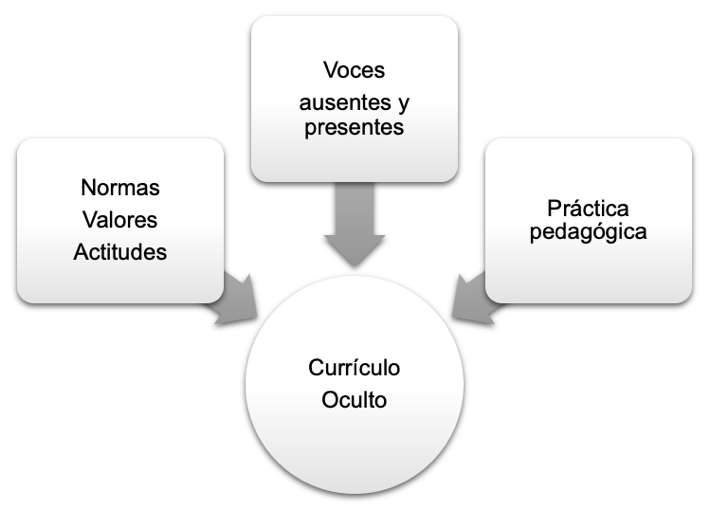 Voces
ausentes y
presentes
Normas
Valores
Actitudes
Práctica
pedagógica
Currículo
Oculto